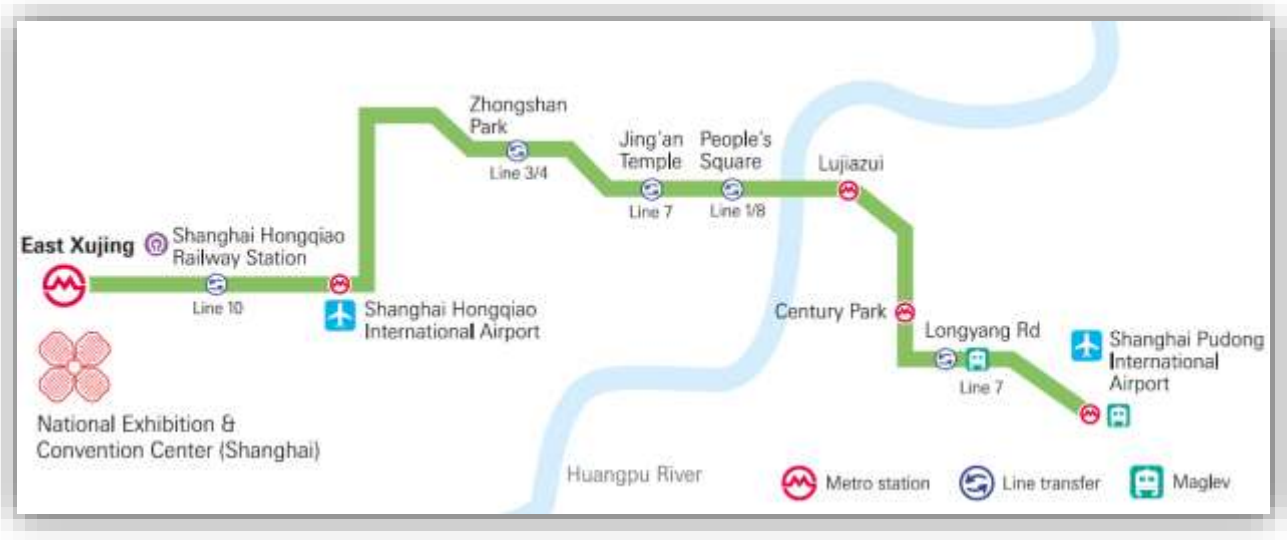 Zhongshan
Park
Line 3/4
Jing'an
Temple
Line 7
People's
Square
Line 1/8
Lujiazui
East Xujing
Shanghai Hongqiao
Railway Station
Line 10
Shanghai Hongqiao
International Airport
Century Park
Longyang Rd
Line 7
Shanghai Pudong
International
Airport
National Exhibition &
Convention Center (Shanghai)
Huangpu River
Metro station
Line transfer
Maglev